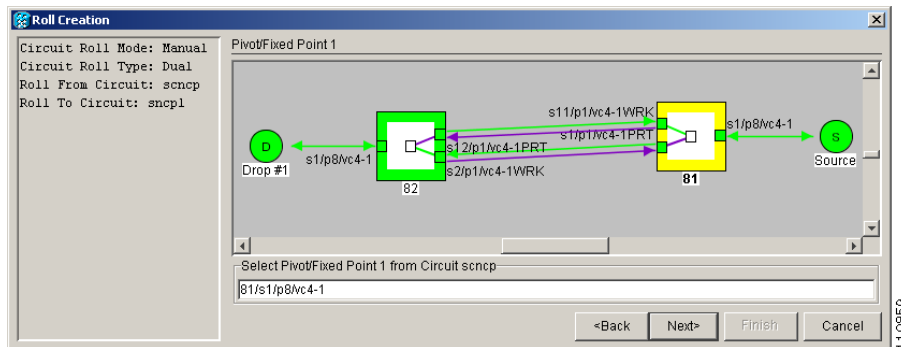 Roll Creation
Circuit Roll Mode: Manual
Circuit Roll Type: Dual
Roll From Circuit: scncp
Roll To Circuit: sncpl
Pivot/Fixed Point 1
s11/p1/vc4-1WRK
s1/p1/vc4-1PRT
s1/p8/vc4-1
D
S
s12/p1/vc4-1PRT
s1/p8/vc4-1
Drop #1
Source
s2/p1/vc4-1WRK
81
82
Select Pivot/Fixed Point 1 from Circuit scncp
81/s1/p8/vc4-1
<Back
Next>
Finish
Cancel